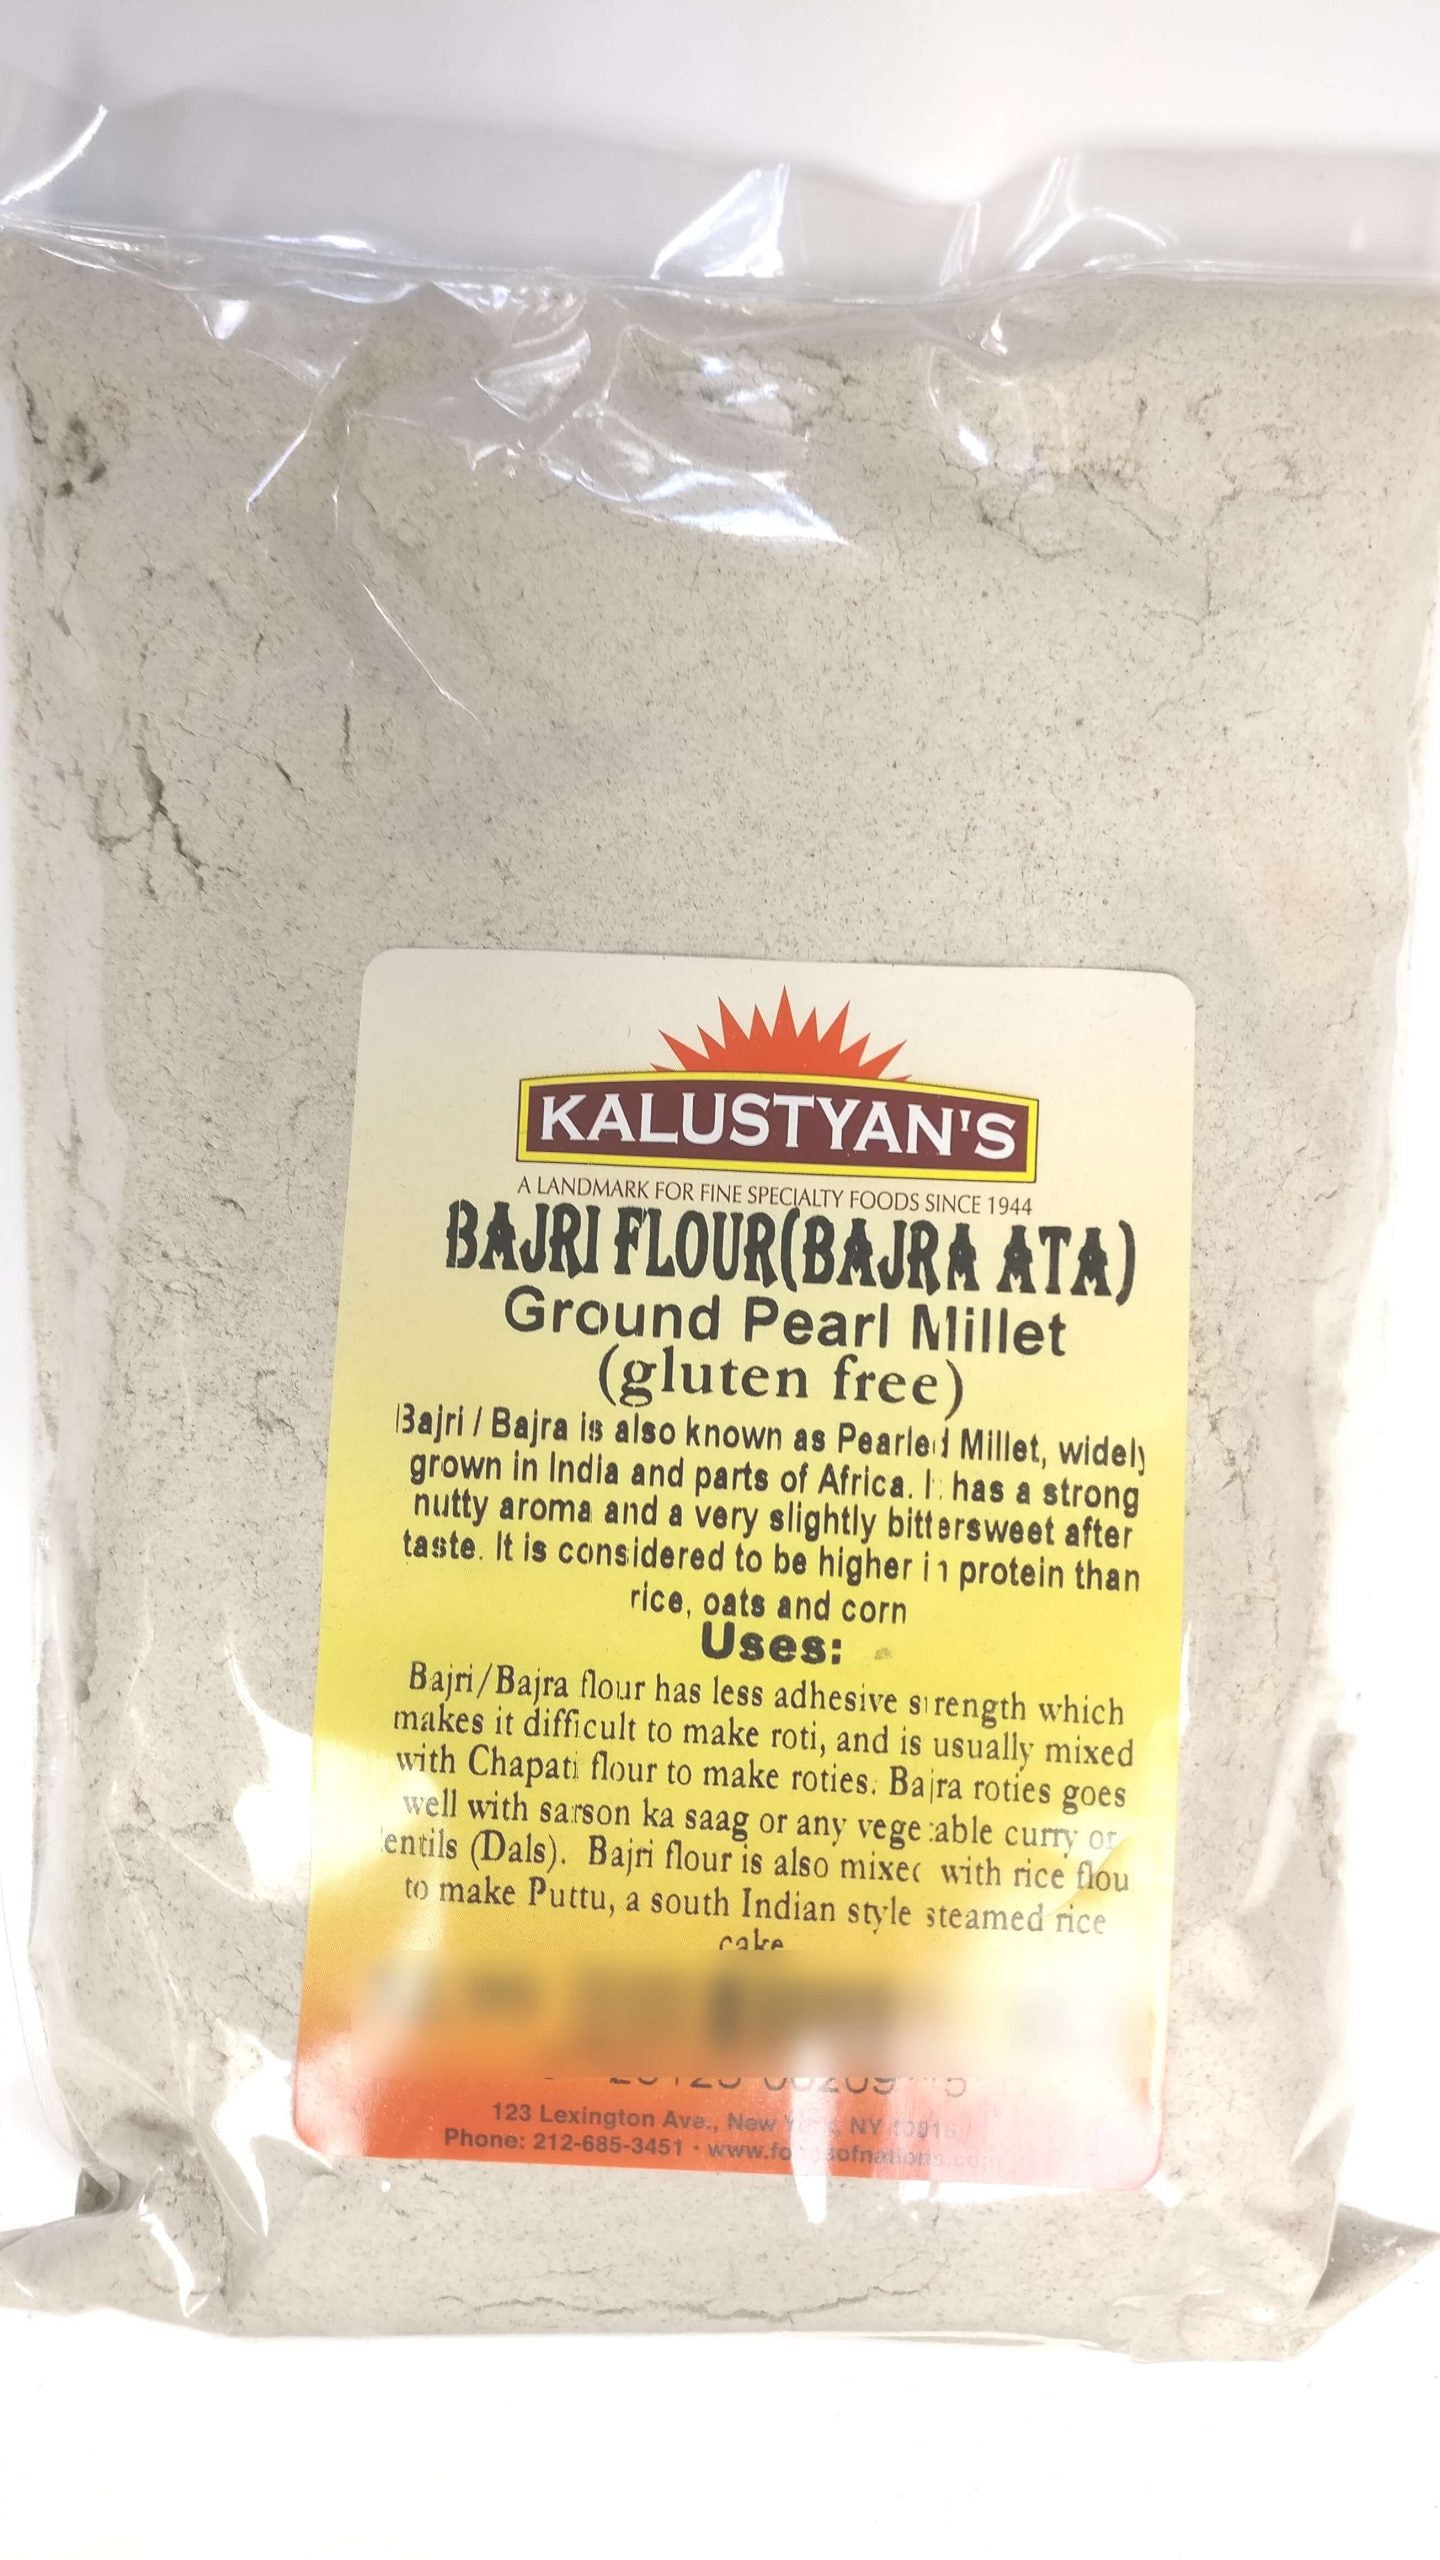 KALUSTYAN'S
A LANDMARK FOR FINE SPECIALTY FOODS SINCE 1944
BAJRI FLOUR(BAJRA ATA)
Ground Pearl Millet
(gluten free)
Bajri / Bajra is also known as Pearled Millet, widely
grown in India and parts of Africa. It has a strong
nutty aroma and a very slightly bittersweet after
taste. It is considered to be higher in protein than
rice, oats and corn
Uses:
Bajri/Bajra flour has less adhesive strength which
makes it difficult to make roti, and is usually mixed
with Chapati flour to make roties. Bajra roties goes
well with sarson ka saag or any vegetable curry or
lentils (Dals). Bajri flour is also mixed with rice flou
to make Puttu, a south Indian style steamed rice
cake
123 Lexington Ave., New York, NY 10016
Phone: 212-685-3451 • www.foodsofnations.com